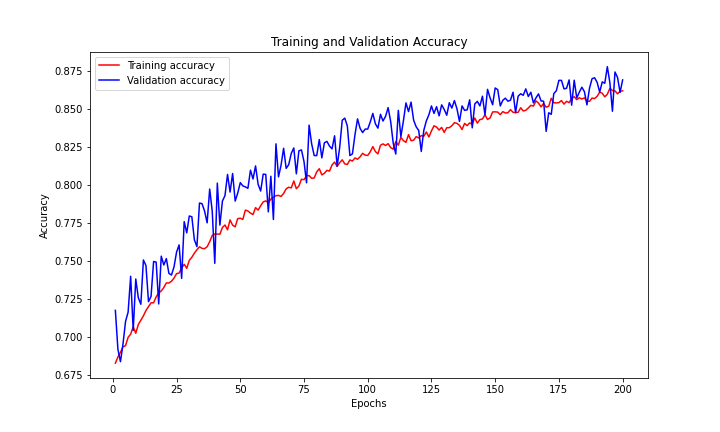 Training and Validation Accuracy
Training accuracy
Validation accuracy
0.875
0.850
0.825
0.800
0.775
0.750
0.725
0.700
0.675
Accuracy
0 25 50 75 100 125 150 175 200
Epochs